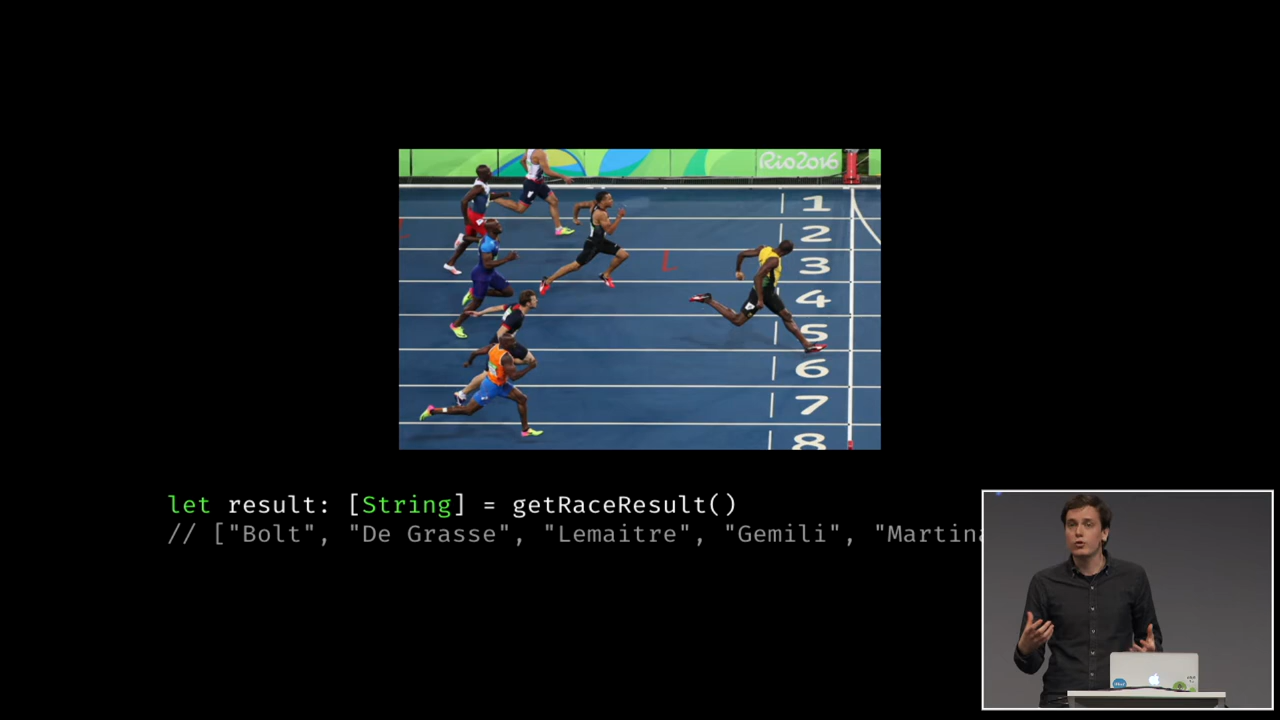 Rio2016
1
2
3
4
5
6
7
8
let result: [String] = getRaceResult()
// ["Bolt", "De Grasse", "Lemaitre", "Gemili", "Martina